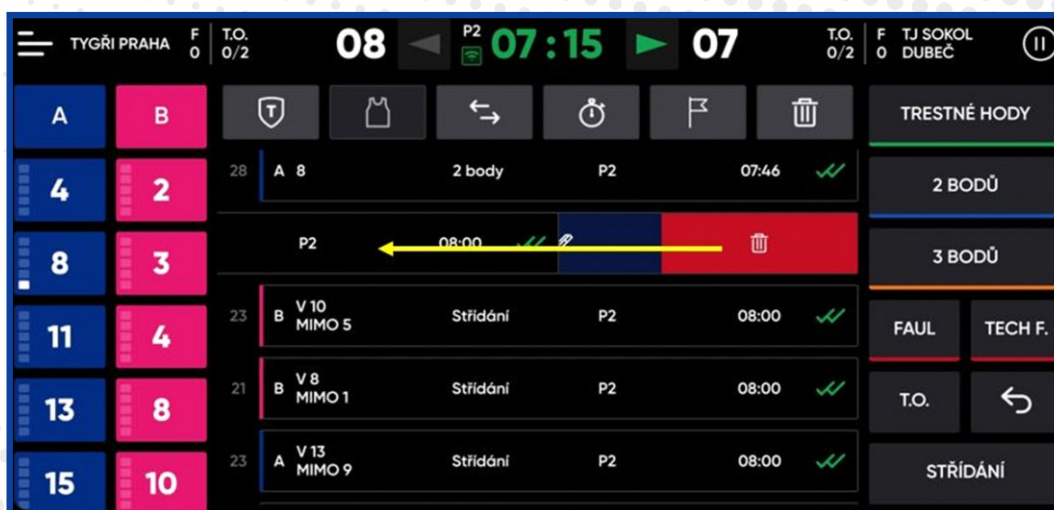 TYGŘI PRAHA F 0 T.O. 0/2 08 P2 07:15 07 T.O. 0/2 F 0 TJ SOKOL DUBEČ
A B T TRESTNÉ HODY
28 A 8 2 body P2 07:46
4 2 2 BODŮ
P2 08:00
8 3 3 BODŮ
23 B V 10 MIMO 5 Střídání P2 08:00
11 4 FAUL TECH F.
21 B V 8 MIMO 1 Střídání P2 08:00
13 8 T.O.
23 A V 13 MIMO 9 Střídání P2 08:00
15 10 STŘÍDÁNÍ